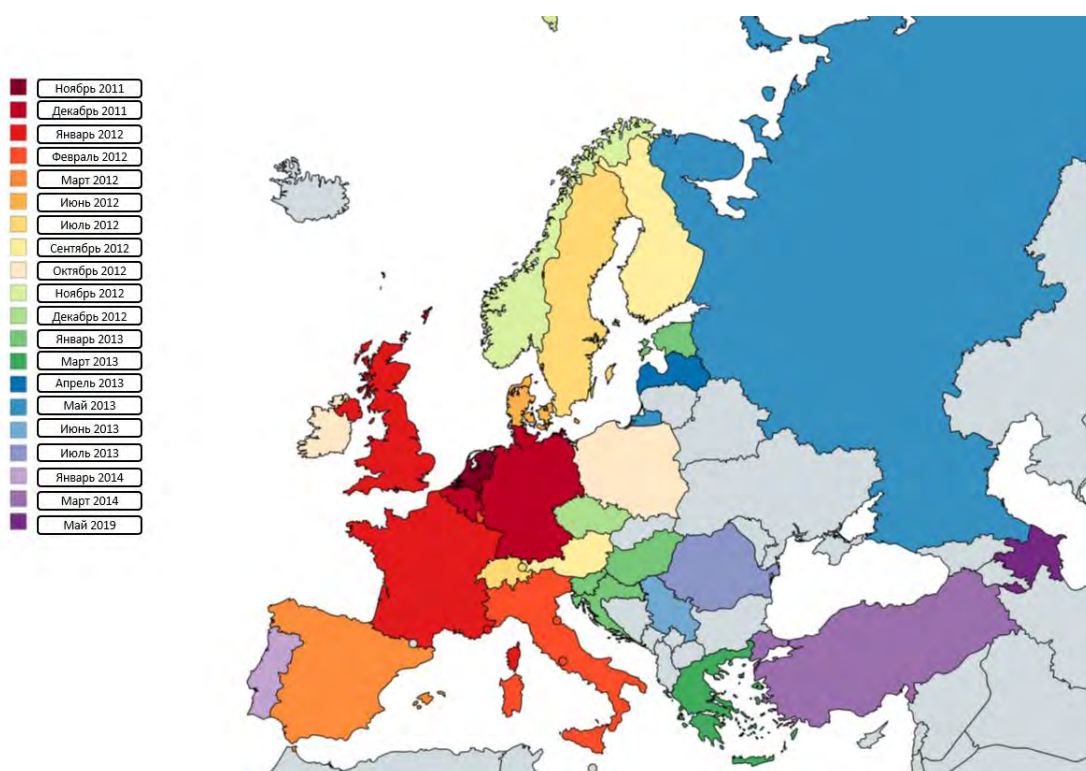 Ноябрь 2011
Декабрь 2011
Январь 2012
Февраль 2012
Март 2012
Июнь 2012
Июль 2012
Сентябрь 2012
Октябрь 2012
Ноябрь 2012
Декабрь 2012
Январь 2013
Март 2013
Апрель 2013
Май 2013
Июнь 2013
Июль 2013
Январь 2014
Март 2014
Май 2019